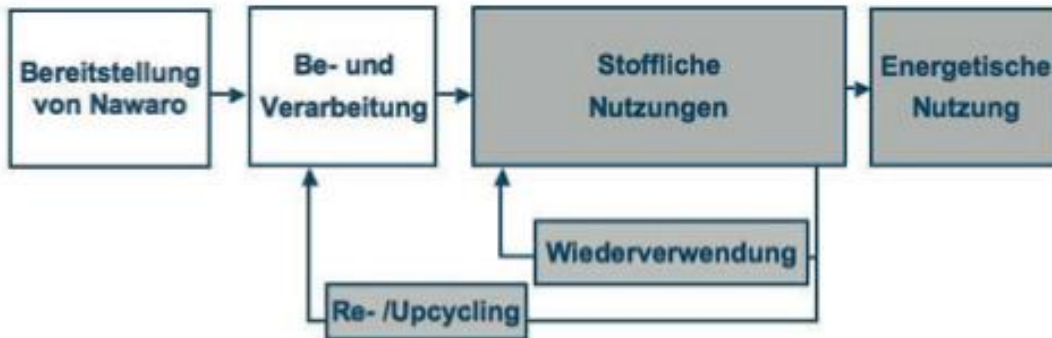 Bereitstellung
von Nawaro
Be- und
Verarbeitung
Stoffliche
Nutzungen
Energetische
Nutzung
Wiederverwendung
Re- /Upcycling